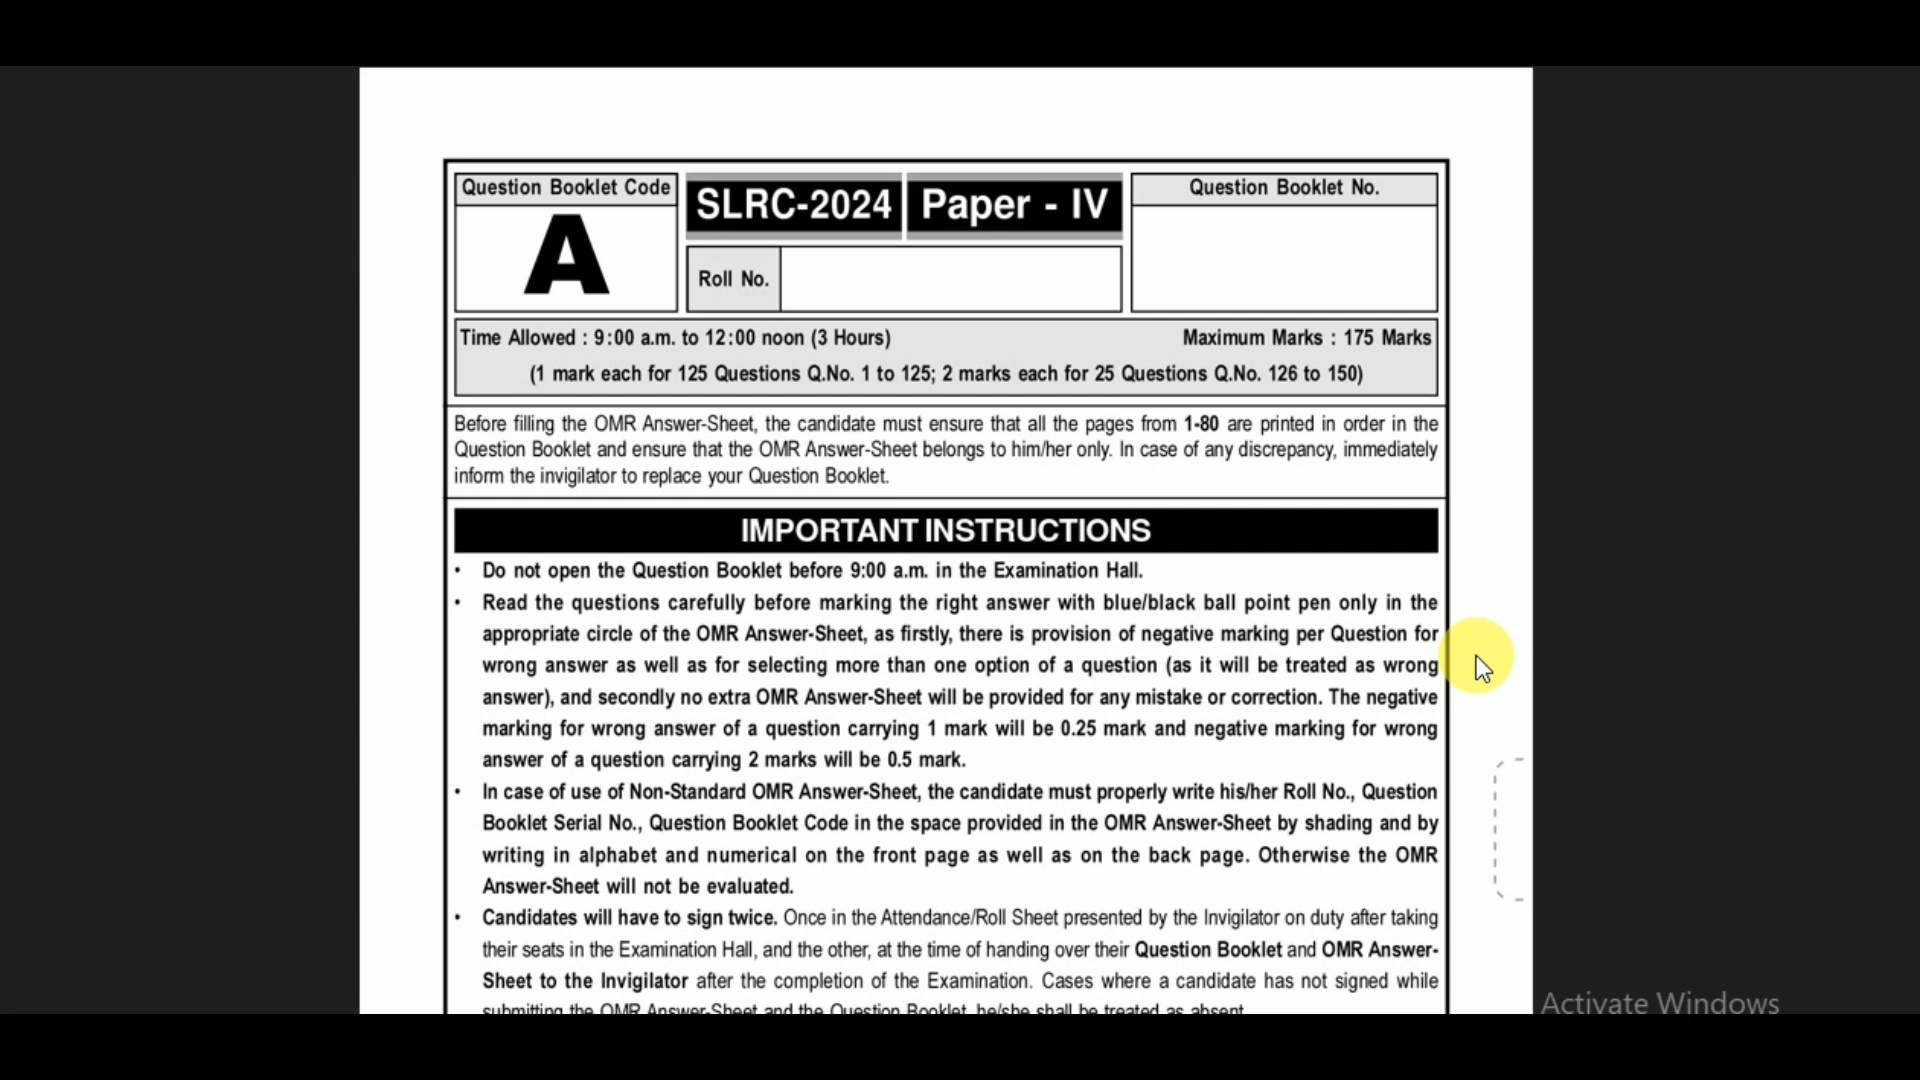 Question Booklet Code
A
SLRC-2024 Paper - IV
Question Booklet No.
Roll No.
Time Allowed : 9:00 a.m. to 12:00 noon (3 Hours) Maximum Marks : 175 Marks
(1 mark each for 125 Questions Q.No. 1 to 125; 2 marks each for 25 Questions Q.No. 126 to 150)
Before filling the OMR Answer-Sheet, the candidate must ensure that all the pages from 1-80 are printed in order in the
Question Booklet and ensure that the OMR Answer-Sheet belongs to him/her only. In case of any discrepancy, immediately
inform the invigilator to replace your Question Booklet.
IMPORTANT INSTRUCTIONS
• Do not open the Question Booklet before 9:00 a.m. in the Examination Hall.
• Read the questions carefully before marking the right answer with blue/black ball point pen only in the
appropriate circle of the OMR Answer-Sheet, as firstly, there is provision of negative marking per Question for
wrong answer as well as for selecting more than one option of a question (as it will be treated as wrong
answer), and secondly no extra OMR Answer-Sheet will be provided for any mistake or correction. The negative
marking for wrong answer of a question carrying 1 mark will be 0.25 mark and negative marking for wrong
answer of a question carrying 2 marks will be 0.5 mark.
• In case of use of Non-Standard OMR Answer-Sheet, the candidate must properly write his/her Roll No., Question
Booklet Serial No., Question Booklet Code in the space provided in the OMR Answer-Sheet by shading and by
writing in alphabet and numerical on the front page as well as on the back page. Otherwise the OMR
Answer-Sheet will not be evaluated.
• Candidates will have to sign twice. Once in the Attendance/Roll Sheet presented by the Invigilator on duty after taking
their seats in the Examination Hall, and the other, at the time of handing over their Question Booklet and OMR Answer-
Sheet to the Invigilator after the completion of the Examination. Cases where a candidate has not signed while
submitting the OMR Answer-Sheet and the Question Booklet, he/she shall be treated as absent.
Activate Windows